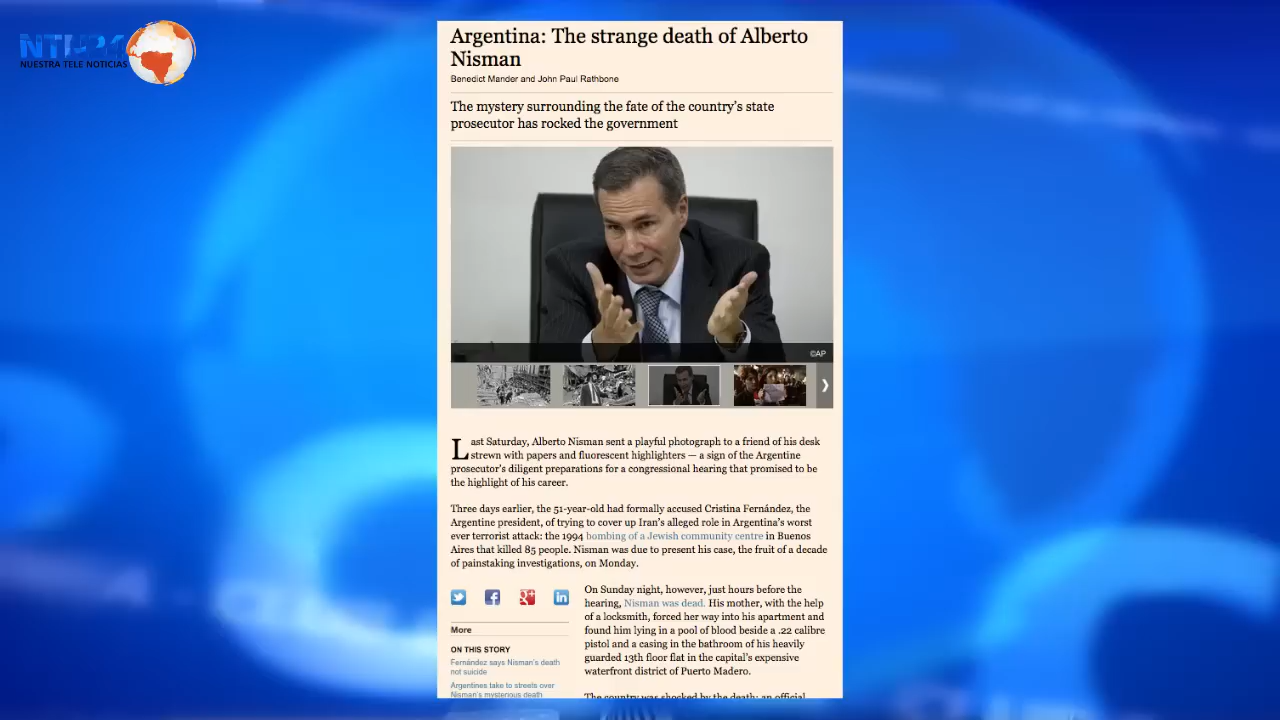 NTN24
NUESTRA TELE NOTICIAS
Argentina: The strange death of Alberto
Nisman
Benedict Mander and John Paul Rathbone
The mystery surrounding the fate of the country's state
prosecutor has rocked the government
©AP
Last Saturday, Alberto Nisman sent a playful photograph to a friend of his desk
strewn with papers and fluorescent highlighters — a sign of the Argentine
prosecutor's diligent preparations for a congressional hearing that promised to be
the highlight of his career.
Three days earlier, the 51-year-old had formally accused Cristina Fernández, the
Argentine president, of trying to cover up Iran's alleged role in Argentina's worst
ever terrorist attack: the 1994 bombing of a Jewish community centre in Buenos
Aires that killed 85 people. Nisman was due to present his case, the fruit of a decade
of painstaking investigations, on Monday.
On Sunday night, however, just hours before the
hearing, Nisman was dead. His mother, with the help
of a locksmith, forced her way into his apartment and
found him lying in a pool of blood beside a .22 calibre
pistol and a casing in the bathroom of his heavily
guarded 13th floor flat in the capital's expensive
waterfront district of Puerto Madero.
The country was shocked by the death: an official
More
ON THIS STORY
Fernández says Nisman's death
not suicide
Argentines take to streets over
Nisman's mysterious death